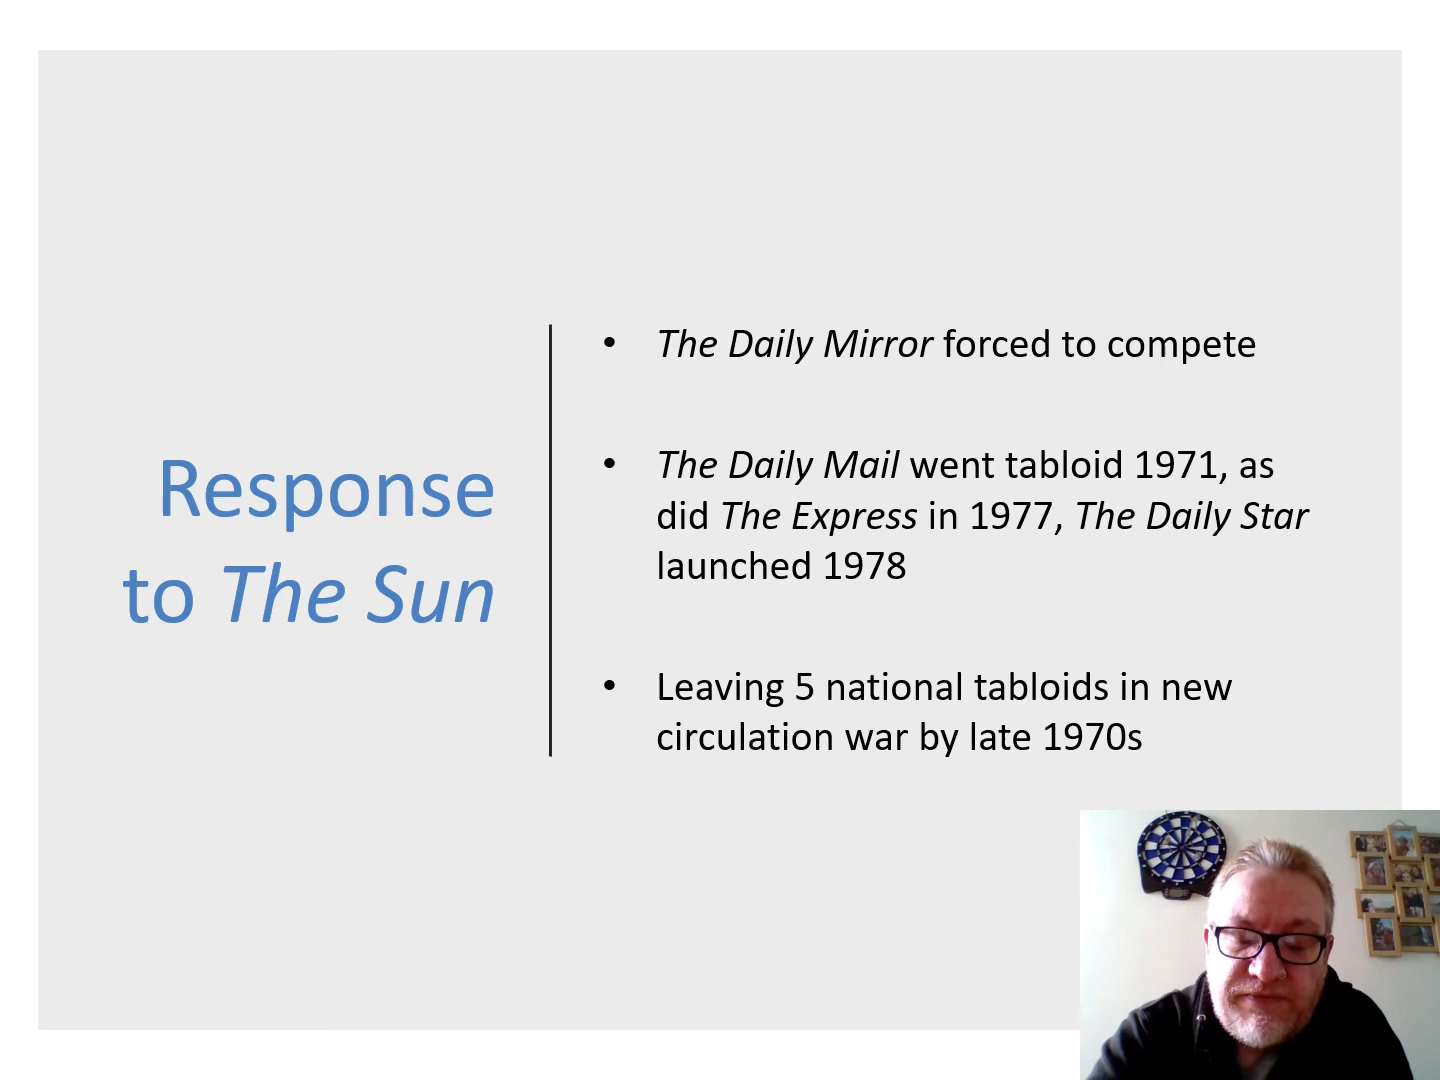 Response
to The Sun
• The Daily Mirror forced to compete
• The Daily Mail went tabloid 1971, as
did The Express in 1977, The Daily Star
launched 1978
• Leaving 5 national tabloids in new
circulation war by late 1970s